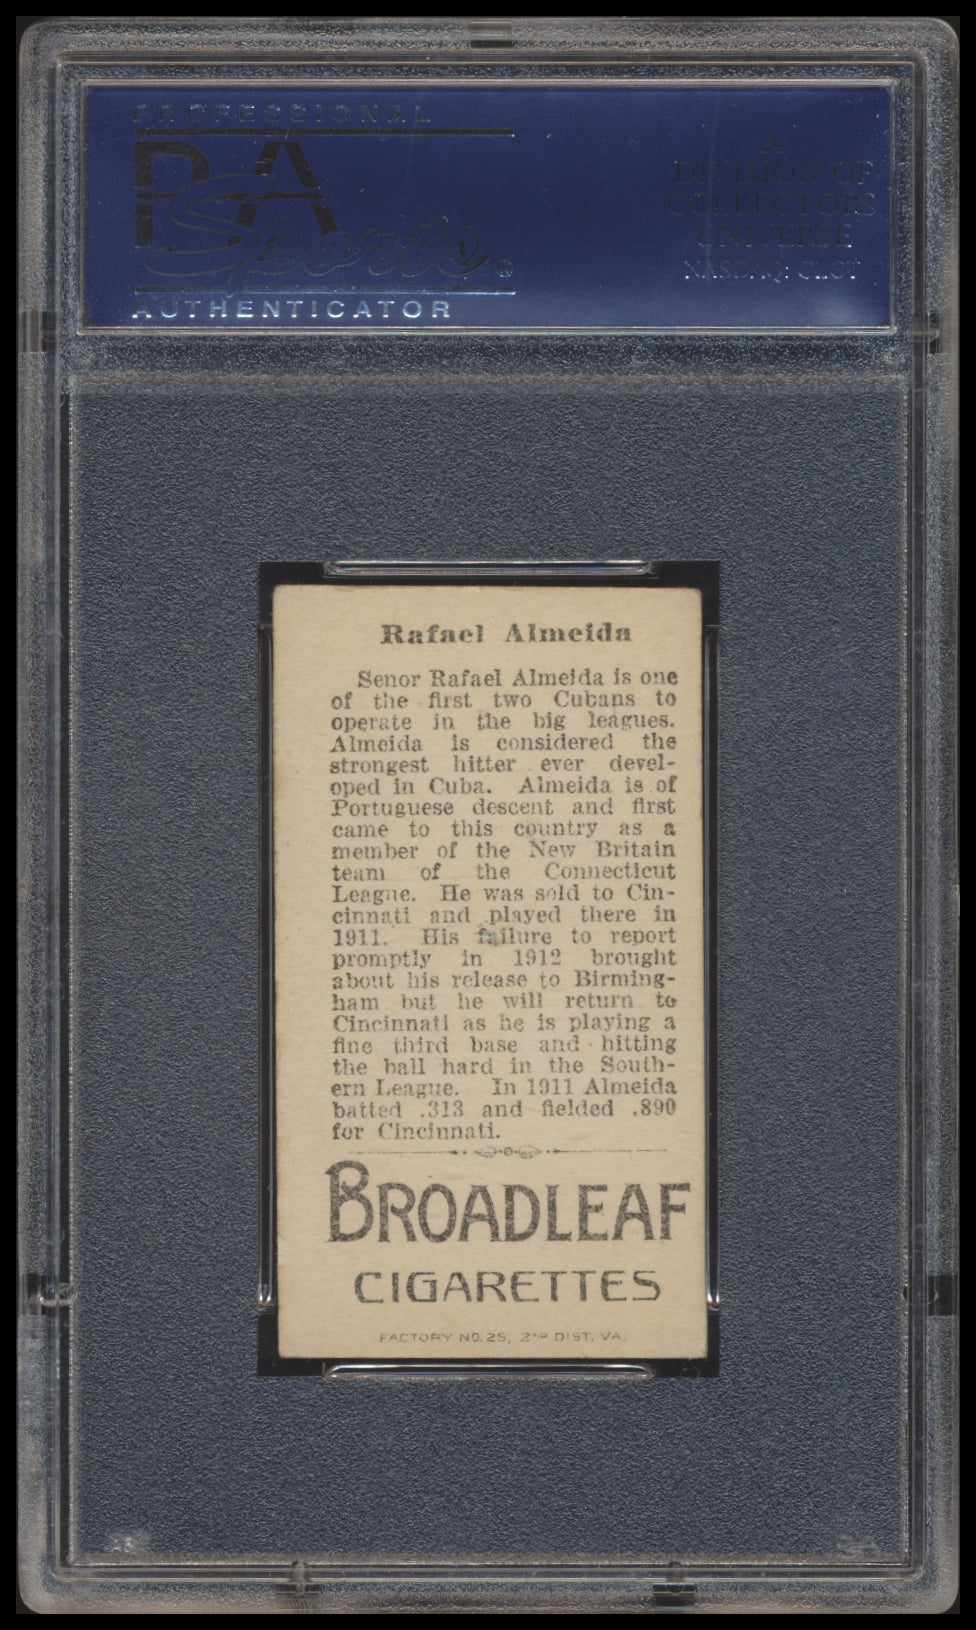 PROFESSIONAL
PSA
Sports ®
AUTHENTICATOR
A
DIVISION OF
COLLECTORS
UNIVERSE
NASDAQ: CLCT
Rafael Almeida
Senor Rafael Almeida is one
of the first two Cubans to
operate in the big leagues.
Almeida is considered the
strongest hitter ever devel-
oped in Cuba. Almeida is of
Portuguese descent and first
came to this country as a
member of the New Britain
team of the Connecticut
League. He was sold to Cin-
cinnati and played there in
1911. His failure to report
promptly in 1912 brought
about his release to Birming-
ham but he will return to
Cincinnati as he is playing a
fine third base and hitting
the ball hard in the South-
ern League. In 1911 Almeida
batted .313 and fielded .890
for Cincinnati.
BROADLEAF
CIGARETTES
FACTORY NO. 25, 2ND DIST. VA.